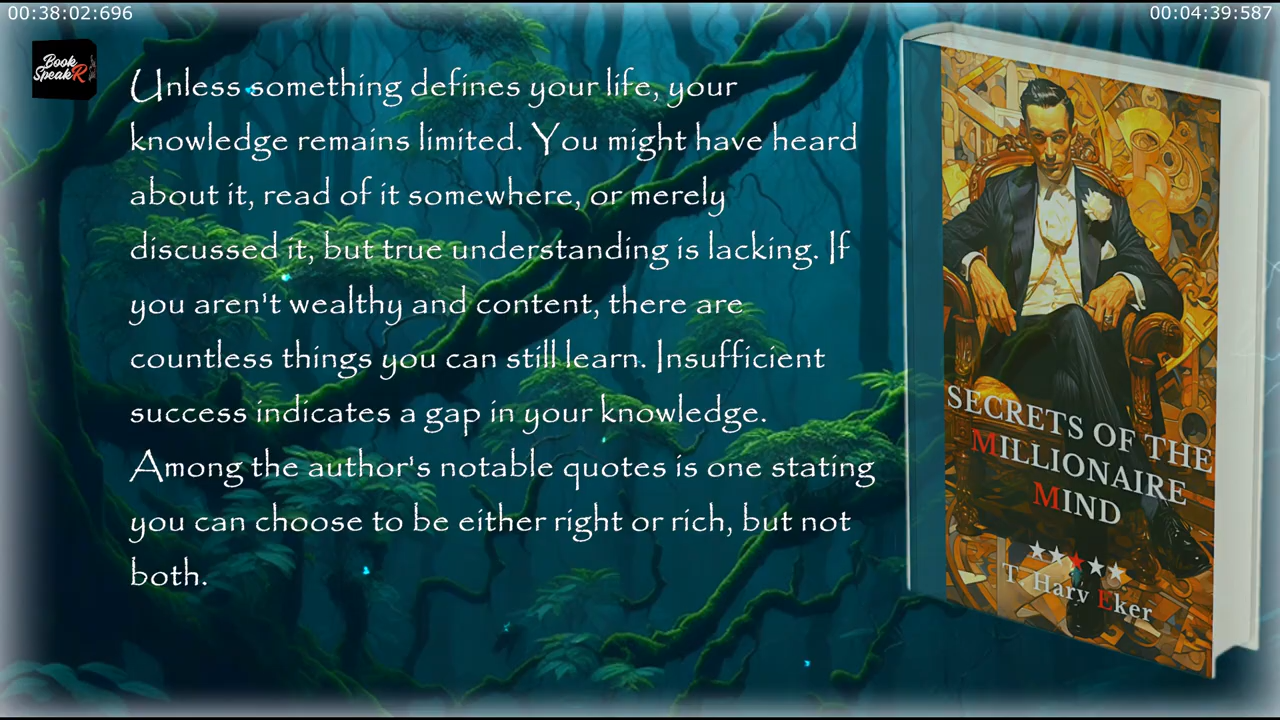 00:38:02:696
00:04:39:587
Book
SpeakR
Unless something defines your life, your
knowledge remains limited. You might have heard
about it, read of it somewhere, or merely
discussed it, but true understanding is lacking. If
you aren't wealthy and content, there are
countless things you can still learn. Insufficient
success indicates a gap in your knowledge.
Among the author's notable quotes is one stating
you can choose to be either right or rich, but not
both.
SECRETS OF THE
MILLIONAIRE
MIND
T. Harv Eker